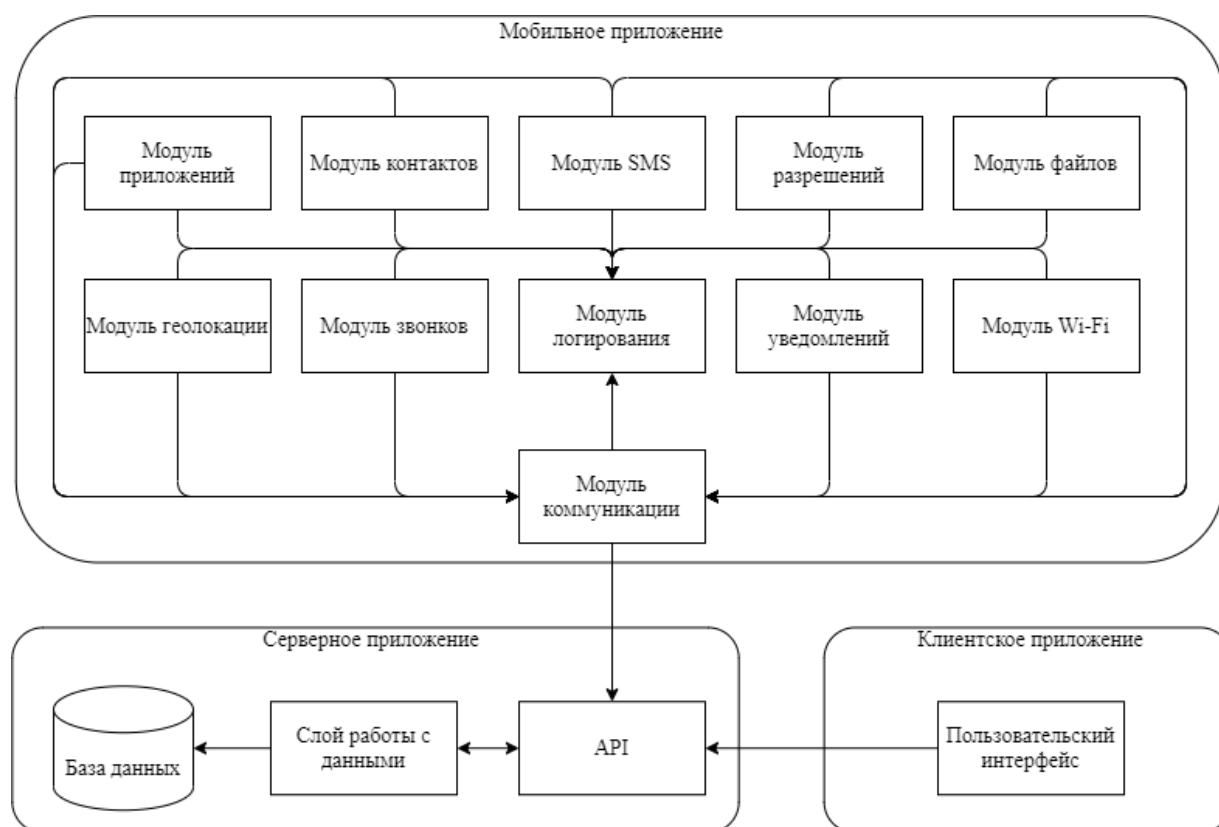 Мобильное приложение
Модуль
приложений
Модуль контактов
Модуль SMS
Модуль
разрешений
Модуль файлов
Модуль геолокации
Модуль звонков
Модуль
логирования
Модуль
уведомлений
Модуль Wi-Fi
Модуль
коммуникации
Серверное приложение
База данных
Слой работы с
данными
API
Клиентское приложение
Пользовательский
интерфейс